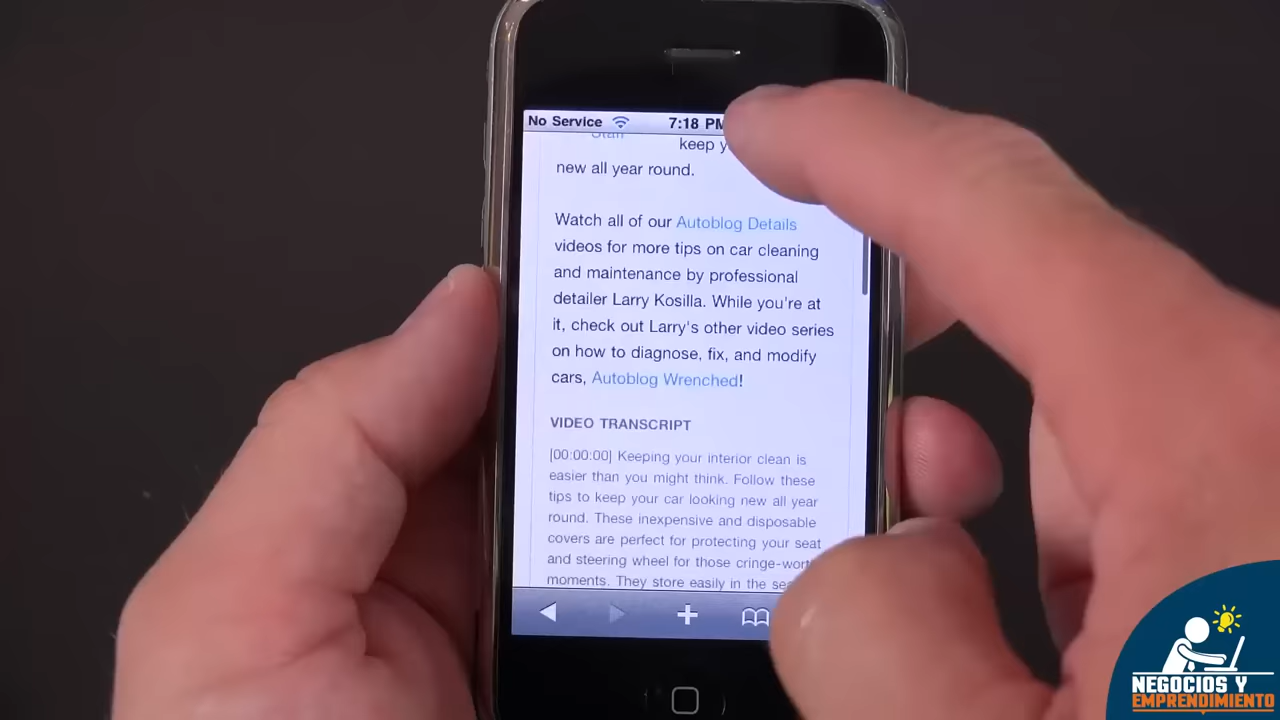 No Service 7:18 PM
Staff
keep
new all year round.
Watch all of our Autoblog Details
videos for more tips on car cleaning
and maintenance by professional
detailer Larry Kosilla. While you're at
it, check out Larry's other video series
on how to diagnose, fix, and modify
cars, Autoblog Wrenched!
VIDEO TRANSCRIPT
[00:00:00] Keeping your interior clean is
easier than you might think. Follow these
tips to keep your car looking new all year
round. These inexpensive and disposable
covers are perfect for protecting your seat
and steering wheel for those
moments. They store easily in the
NEGOCIOS Y
EMPRENDIMIENTO